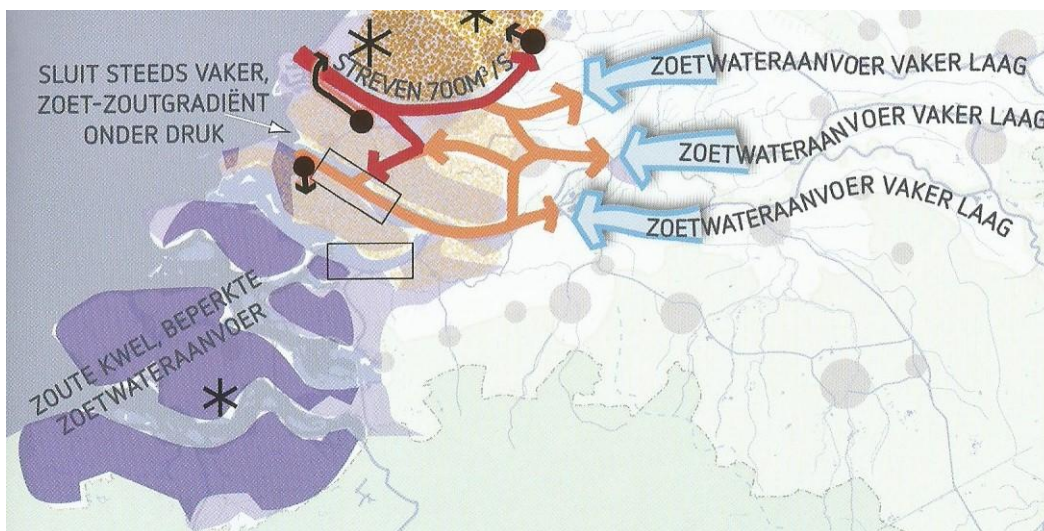 STREVEN 700M³/S
SLUIT STEEDS VAKER,
ZOET-ZOUTGRADIËNT
ONDER DRUK
ZOETWATERAANVOER VAKER LAAG
ZOETWATERAANVOER VAKER LAAG
ZOETWATERAANVOER VAKER LAAG
ZOUTE KWEL, BEPERKTE
ZOETWATERAANVOER